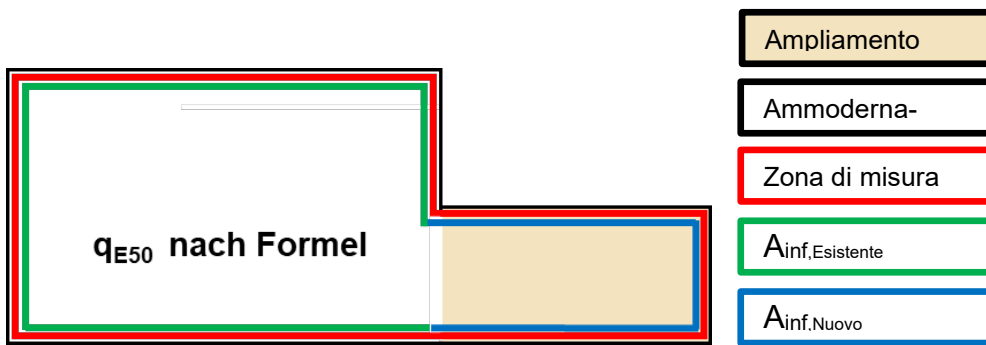 Ampliamento
Ammoderna-
Zona di misura
qE50 nach Formel
Ainf,Esistente
Ainf,Nuovo